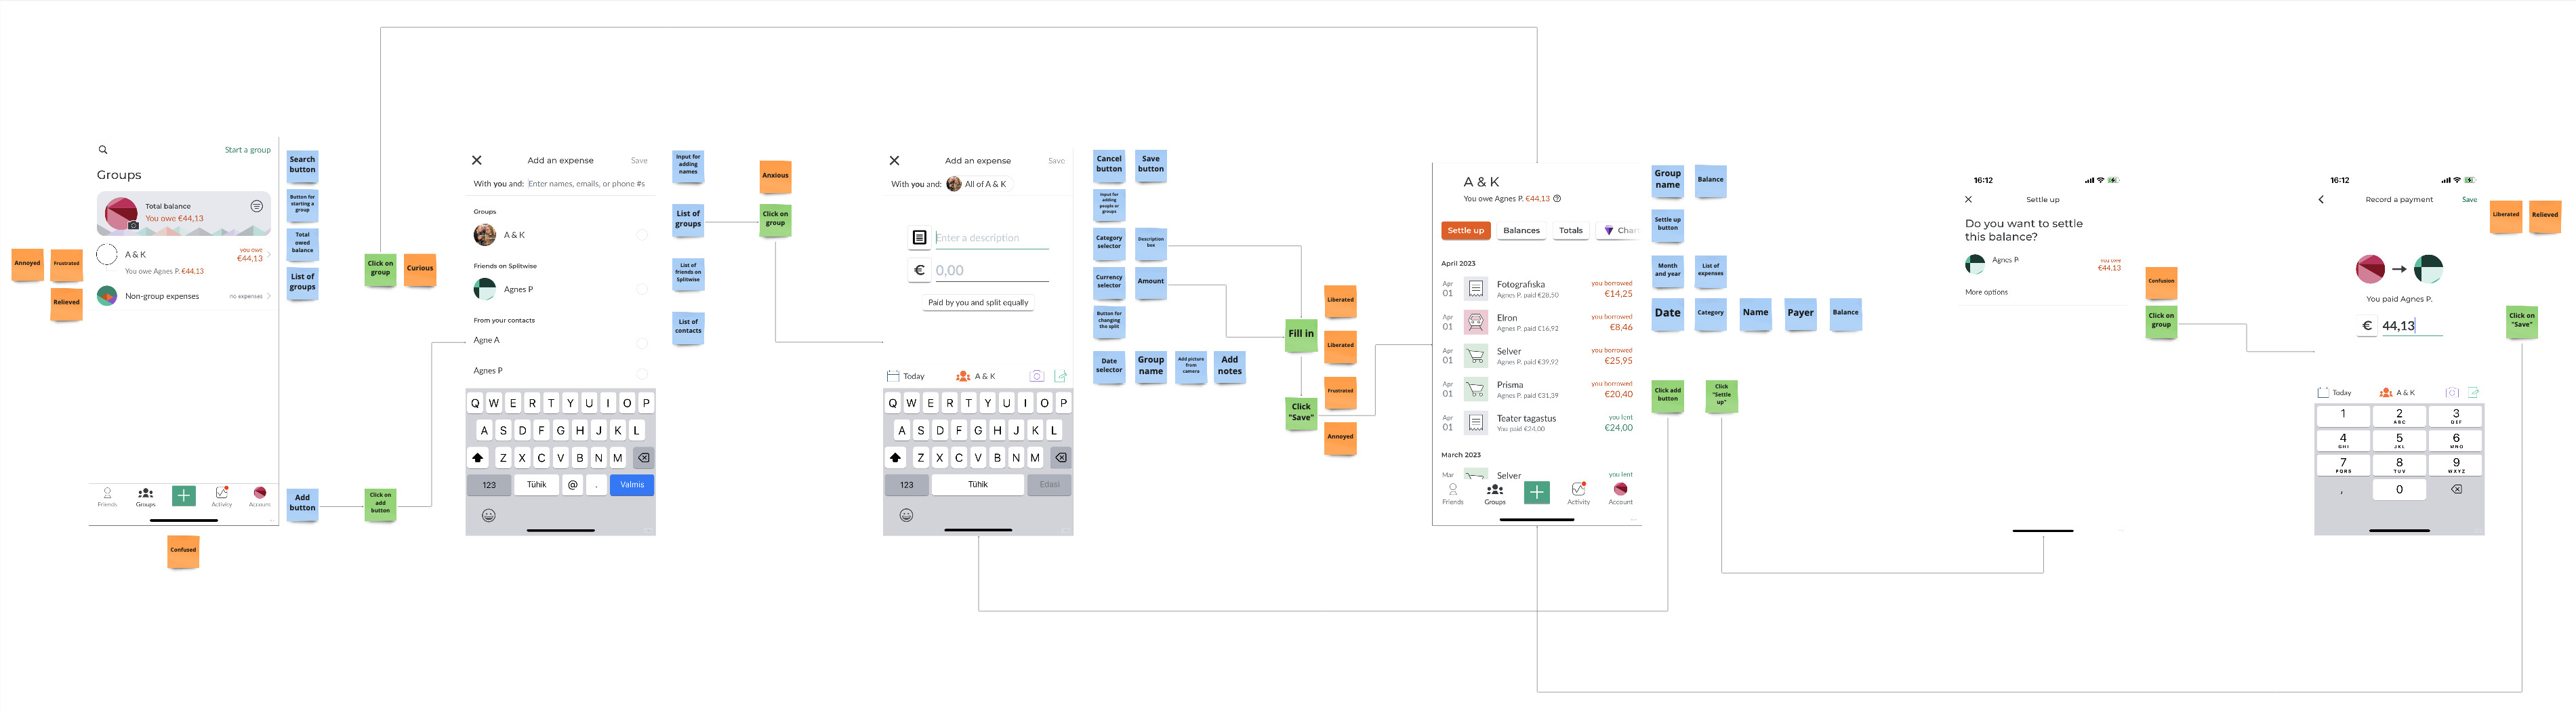 Annoyed
Frustrated
Relieved
Start a group
Groups
Total balance
You owe €44,13
A & K
you owe
€44,13
You owe Agnes P. €44.13
Non-group expenses
no expenses
Friends
Groups
Activity
Account
Confused
Search button
Button for starting a group
Total owed balance
List of groups
Add button
Click on group
Curious
Click on add button
Add an expense
Save
With you and: Enter names, emails, or phone #s
Groups
A & K
Friends on Splitwise
Agnes P
From your contacts
Agne A
Agnes P
Q W E R T Y U I O P
A S D F G H J K L
Z X C V B N M
123
Tühik
@
.
Valmis
Input for adding names
List of groups
List of friends on Splitwise
List of contacts
Anxious
Click on group
Add an expense
Save
With you and: All of A & K
Enter a description
€ 0,00
Paid by you and split equally
Today
A & K
Q W E R T Y U I O P
A S D F G H J K L
Z X C V B N M
123
Tühik
Edasi
Cancel button
Save button
Input for adding people or groups
Category selector
Description box
Currency selector
Amount
Button for changing the split
Date selector
Group name
Add picture from camera
Add notes
Fill in
Click "Save"
Liberated
Liberated
Frustrated
Annoyed
A & K
You owe Agnes P. €44,13
Settle up
Balances
Totals
Char
April 2023
Apr 01
Fotografiska
Agnes P. paid €28,50
you borrowed
€14,25
Apr 01
Elron
Agnes P. paid €16,92
you borrowed
€8,46
Apr 01
Selver
Agnes P. paid €39,92
you borrowed
€25,95
Apr 01
Prisma
Agnes P. paid €31,39
you borrowed
€20,40
Apr 01
Teater tagastus
You paid €24,00
you lent
€24,00
March 2023
Mar
Selver
you lent
Friends
Groups
Activity
Account
Group name
Balance
Settle up button
Month and year
List of expenses
Date
Category
Name
Payer
Balance
Click add button
Click "Settle up"
16:12
Settle up
Do you want to settle
this balance?
Agnes P
you owe
€44,13
More options
Confusion
Click on group
16:12
Record a payment
Save
You paid Agnes P.
€ 44,13
Today
A & K
1
2 ABC
3 DEF
4 GHI
5 JKL
6 MNO
7 PQRS
8 TUV
9 WXYZ
,
0
Liberated
Relieved
Click on "Save"